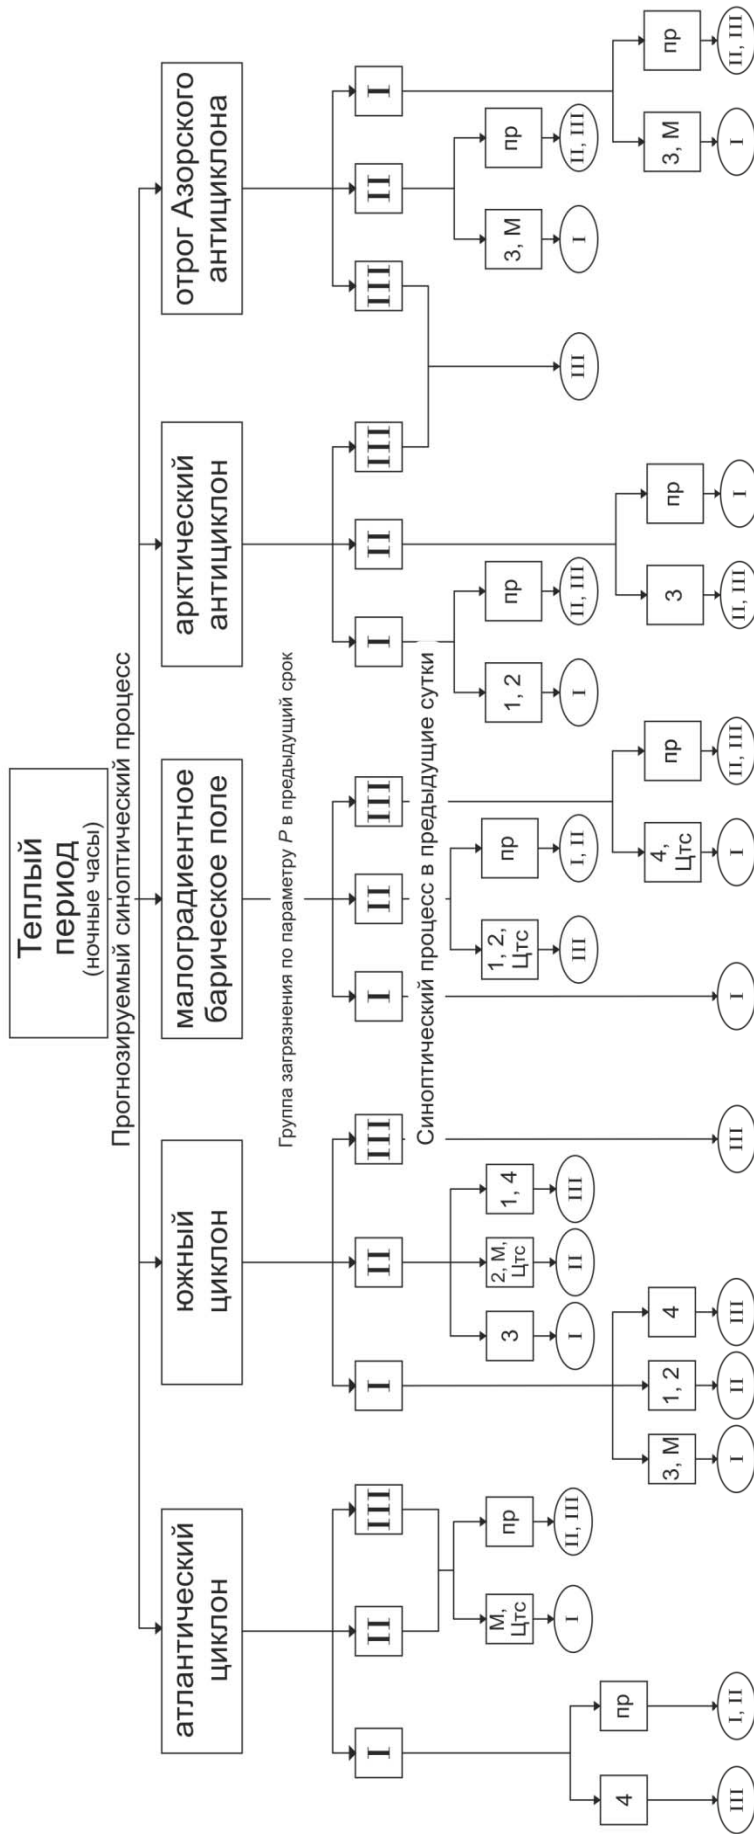 Теплый
период
(ночные часы)
Прогнозируемый синоптический процесс
атлантический
циклон
южный
циклон
малоградиентное
барическое поле
арктический
антициклон
отрог Азорского
антициклона
Группа загрязнения по параметру P в предыдущий срок
I
II
III
I
II
III
I
II
III
I
II
III
III
II
I
Синоптический процесс в предыдущие сутки
М,
Цтс
пр
3
2, М,
Цтс
1, 4
1, 2,
Цтс
пр
1, 2
пр
3, М
пр
I
II, III
I
II
III
III
I, II
I
II, III
III
I
II, III
4
пр
3, М
1, 2
4
4,
Цтс
пр
3
пр
3, М
пр
III
I, II
I
II
III
III
I
I
II, III
II, III
I
I
II, III